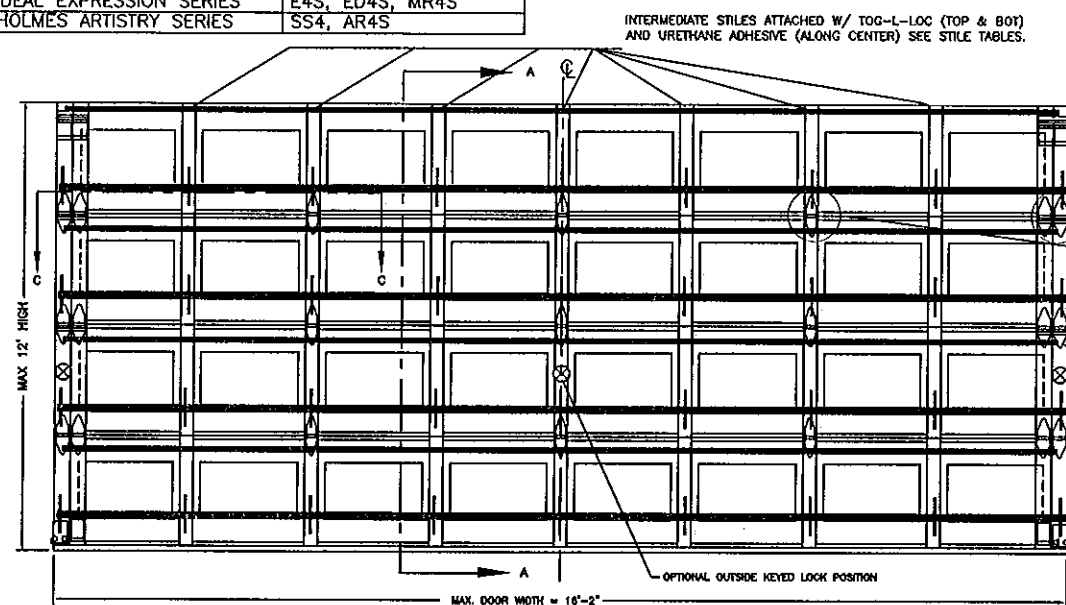 DEAL EXPRESSION SERIES E4S, ED4S, MR4S
HOLMES ARTISTRY SERIES SS4, AR4S
INTERMEDIATE STILES ATTACHED W/ TOG-L-LOC (TOP & BOT)
AND URETHANE ADHESIVE (ALONG CENTER) SEE STILE TABLES.
A
℄
C
C
MAX 12' HIGH
OPTIONAL OUTSIDE KEYED LOCK POSITION
A
MAX. DOOR WIDTH = 16'-2"